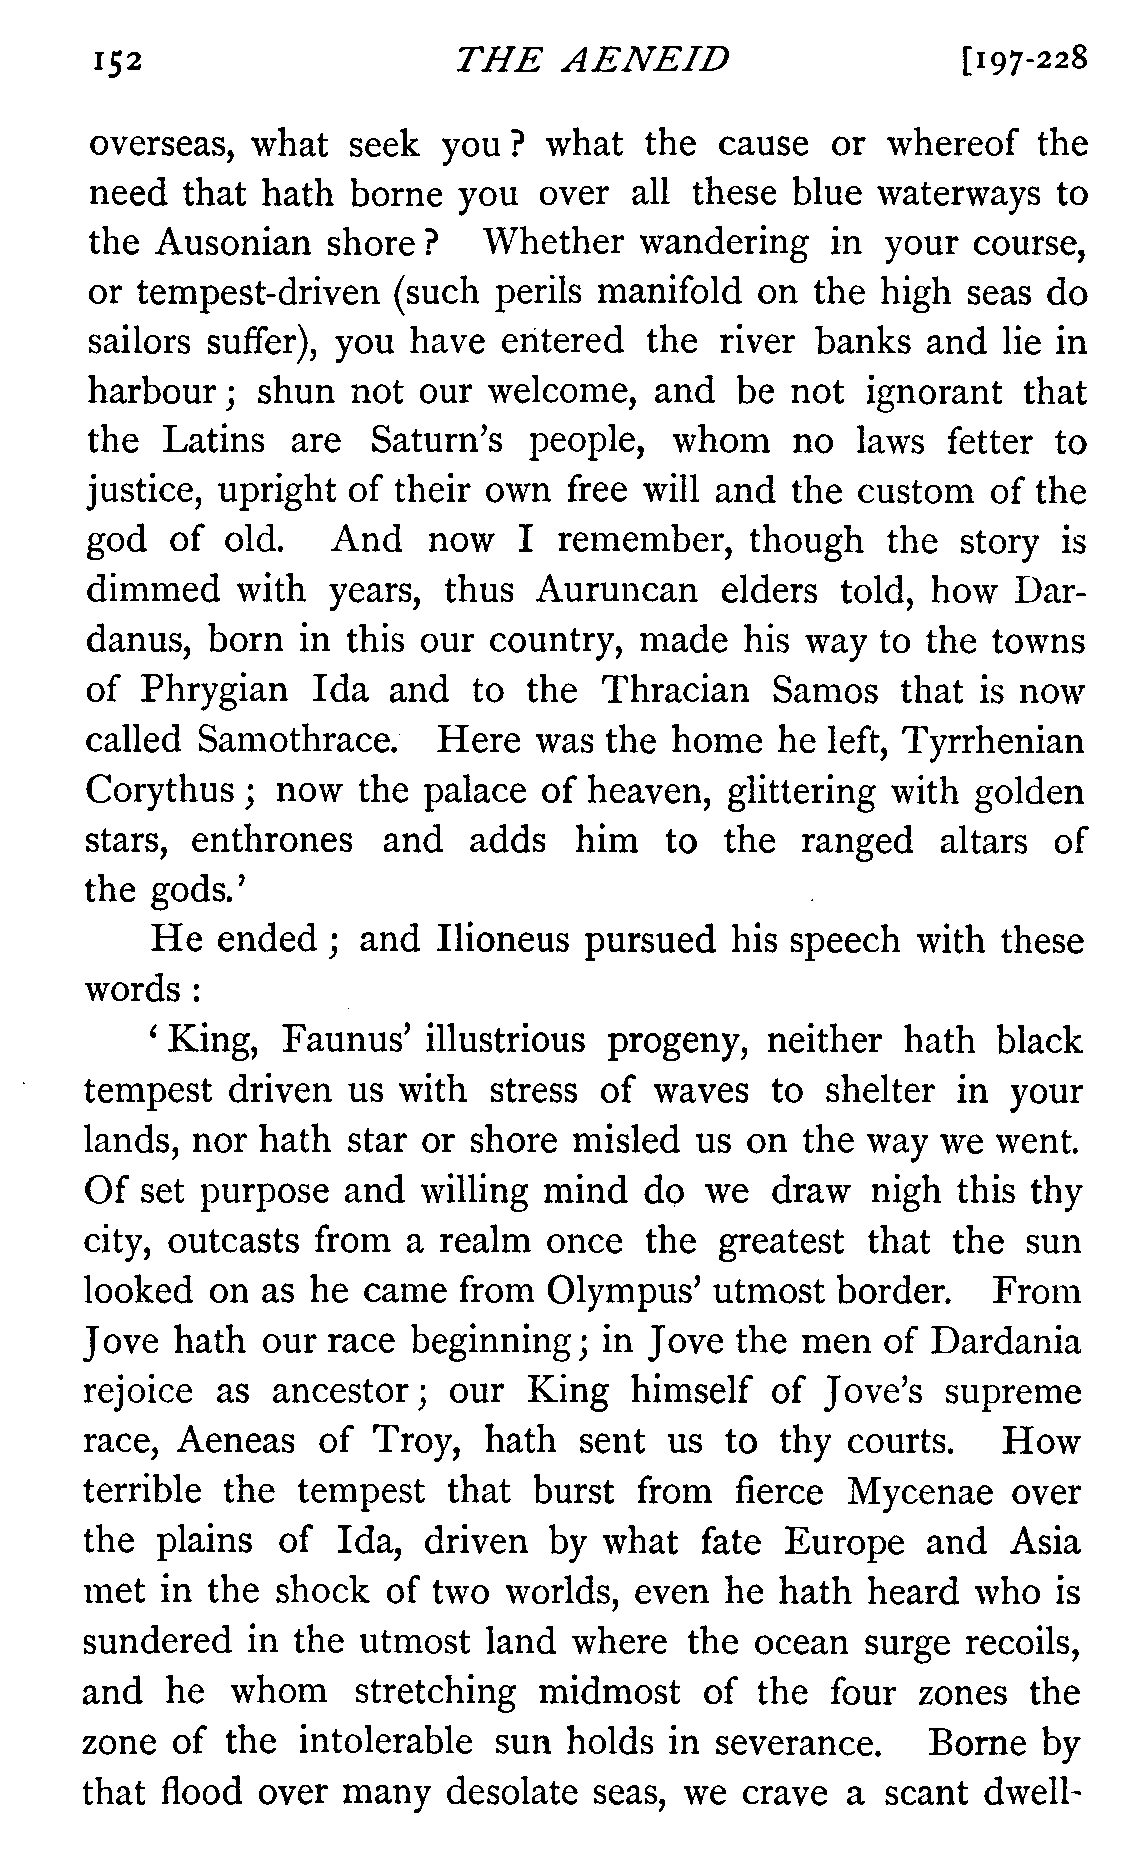 152 THE AENEID [197-228
overseas, what seek you? what the cause or whereof the
need that hath borne you over all these blue waterways to
the Ausonian shore? Whether wandering in your course,
or tempest-driven (such perils manifold on the high seas do
sailors suffer), you have entered the river banks and lie in
harbour; shun not our welcome, and be not ignorant that
the Latins are Saturn's people, whom no laws fetter to
justice, upright of their own free will and the custom of the
god of old. And now I remember, though the story is
dimmed with years, thus Auruncan elders told, how Dar-
danus, born in this our country, made his way to the towns
of Phrygian Ida and to the Thracian Samos that is now
called Samothrace. Here was the home he left, Tyrrhenian
Corythus; now the palace of heaven, glittering with golden
stars, enthrones and adds him to the ranged altars of
the gods.'
He ended; and Ilioneus pursued his speech with these
words:
'King, Faunus' illustrious progeny, neither hath black
tempest driven us with stress of waves to shelter in your
lands, nor hath star or shore misled us on the way we went.
Of set purpose and willing mind do we draw nigh this thy
city, outcasts from a realm once the greatest that the sun
looked on as he came from Olympus' utmost border. From
Jove hath our race beginning; in Jove the men of Dardania
rejoice as ancestor; our King himself of Jove's supreme
race, Aeneas of Troy, hath sent us to thy courts. How
terrible the tempest that burst from fierce Mycenae over
the plains of Ida, driven by what fate Europe and Asia
met in the shock of two worlds, even he hath heard who is
sundered in the utmost land where the ocean surge recoils,
and he whom stretching midmost of the four zones the
zone of the intolerable sun holds in severance. Borne by
that flood over many desolate seas, we crave a scant dwell-